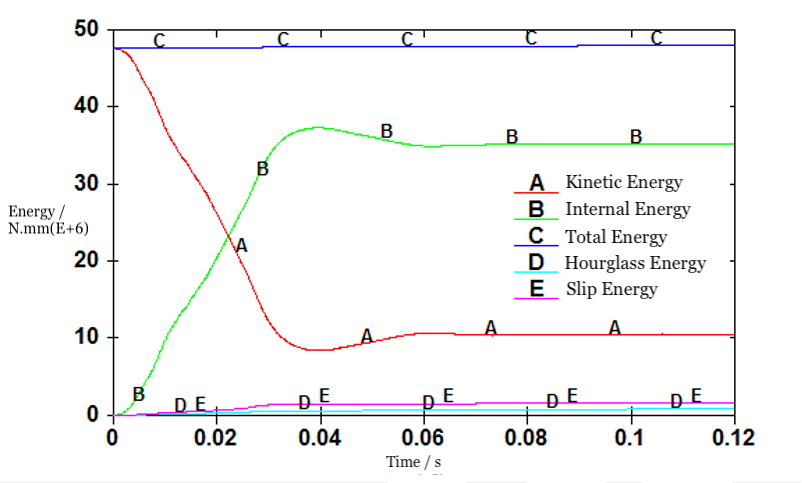 50
C C C C C
40
B B B B
B
30
A Kinetic Energy
Energy /
N.mm(E+6)
B Internal Energy
C Total Energy
A
20
D Hourglass Energy
E Slip Energy
10
A A A A
B
D E D E D E D E D E
0
0 0.02 0.04 0.06 0.08 0.1 0.12
Time / s